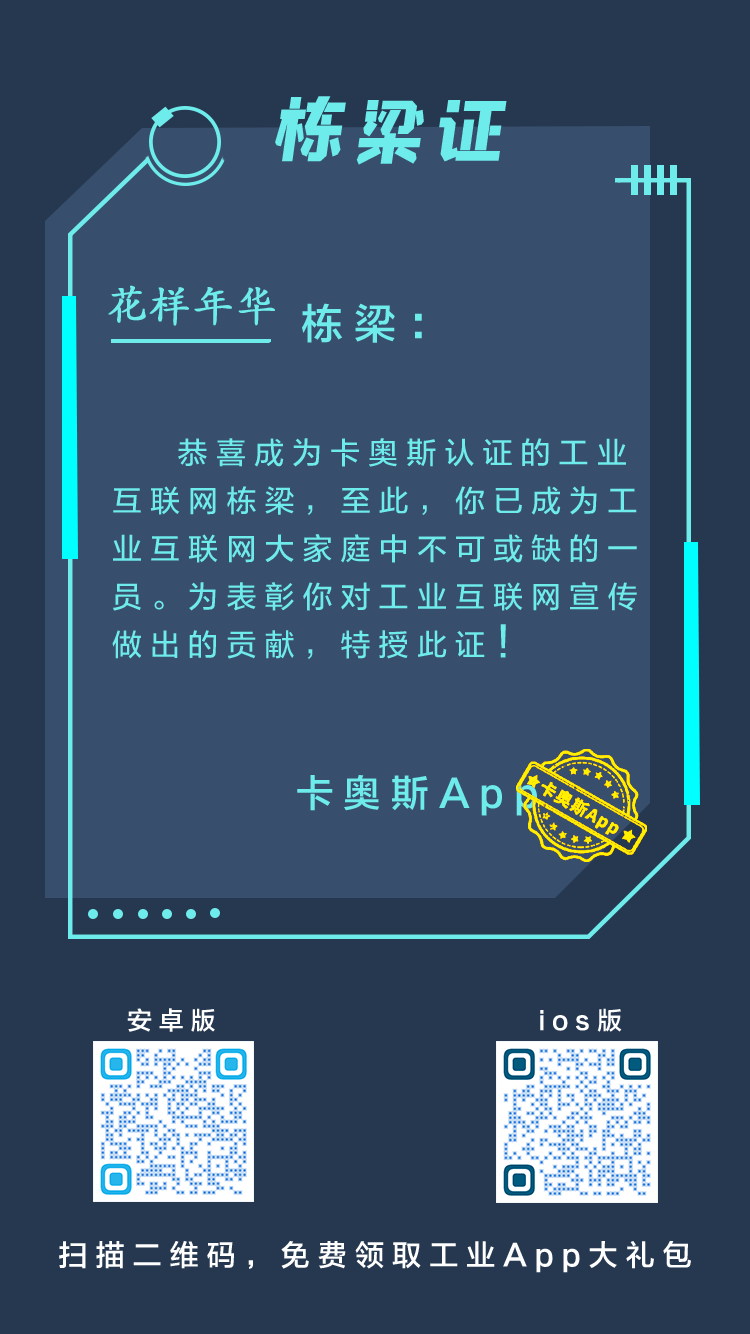 栋梁证
花样年华 栋梁:
恭喜成为卡奥斯认证的工业
互联网栋梁，至此，你已成为工
业互联网大家庭中不可或缺的一
员。为表彰你对工业互联网宣传
做出的贡献，特授此证！
卡奥斯App
卡奥斯App
安卓版 ios版
扫描二维码，免费领取工业App大礼包